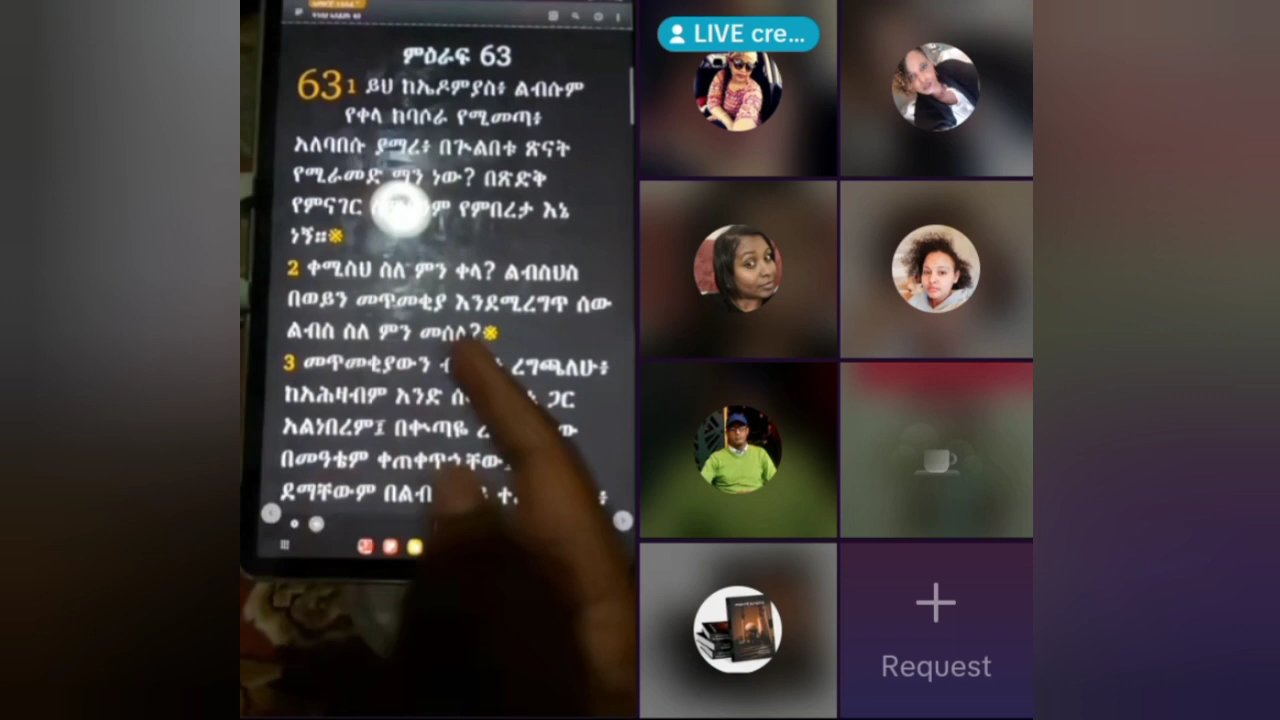 ምዕራፍ 63
63 1 ይህ ከኤዶምያስ፥ ልብሱም
የቀላ ከባሶራ የሚመጣ፥
አለባበሱ ያማረ፥ በጕልበቱ ጽናት
የሚራመድ ማን ነው? በጽድቅ
የምናገር የምበረታ እኔ
ነኝ።※
2 ቀሚስህ ስለ ምን ቀላ? ልብስህስ
በወይን መጥመቂያ እንደሚረግጥ ሰው
ልብስ ስለ ምን መሰለ?※
3 መጥመቂያውን ረግጫለሁ፥
ከአሕዛብም አንድ ጋር
አልነበረም፤ በቍጣዬ
በመዓቴም ቀጠቀጥኋቸው
ደማቸውም
LIVE cre...
Request